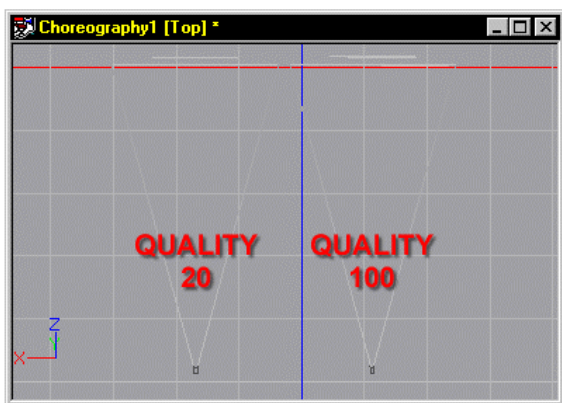 Choreography1 [Top] *
QUALITY 20
QUALITY 100
Z
Y
X